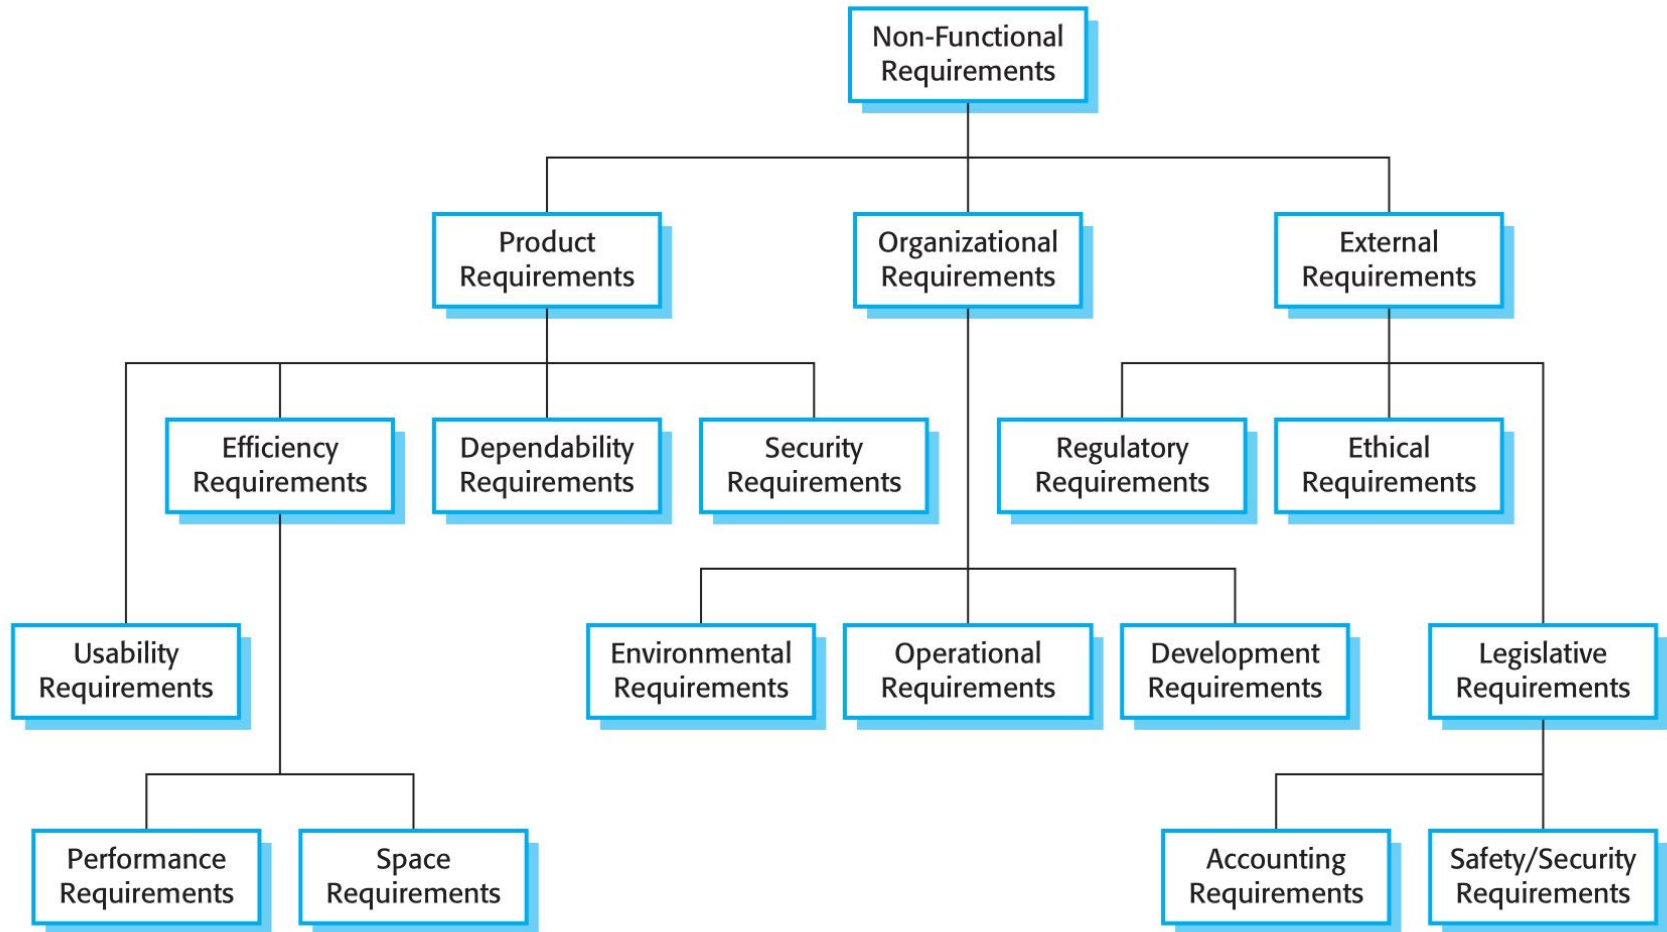 Non-Functional
Requirements
Product
Requirements
Organizational
Requirements
External
Requirements
Efficiency
Requirements
Dependability
Requirements
Security
Requirements
Regulatory
Requirements
Ethical
Requirements
Usability
Requirements
Environmental
Requirements
Operational
Requirements
Development
Requirements
Legislative
Requirements
Performance
Requirements
Space
Requirements
Accounting
Requirements
Safety/Security
Requirements